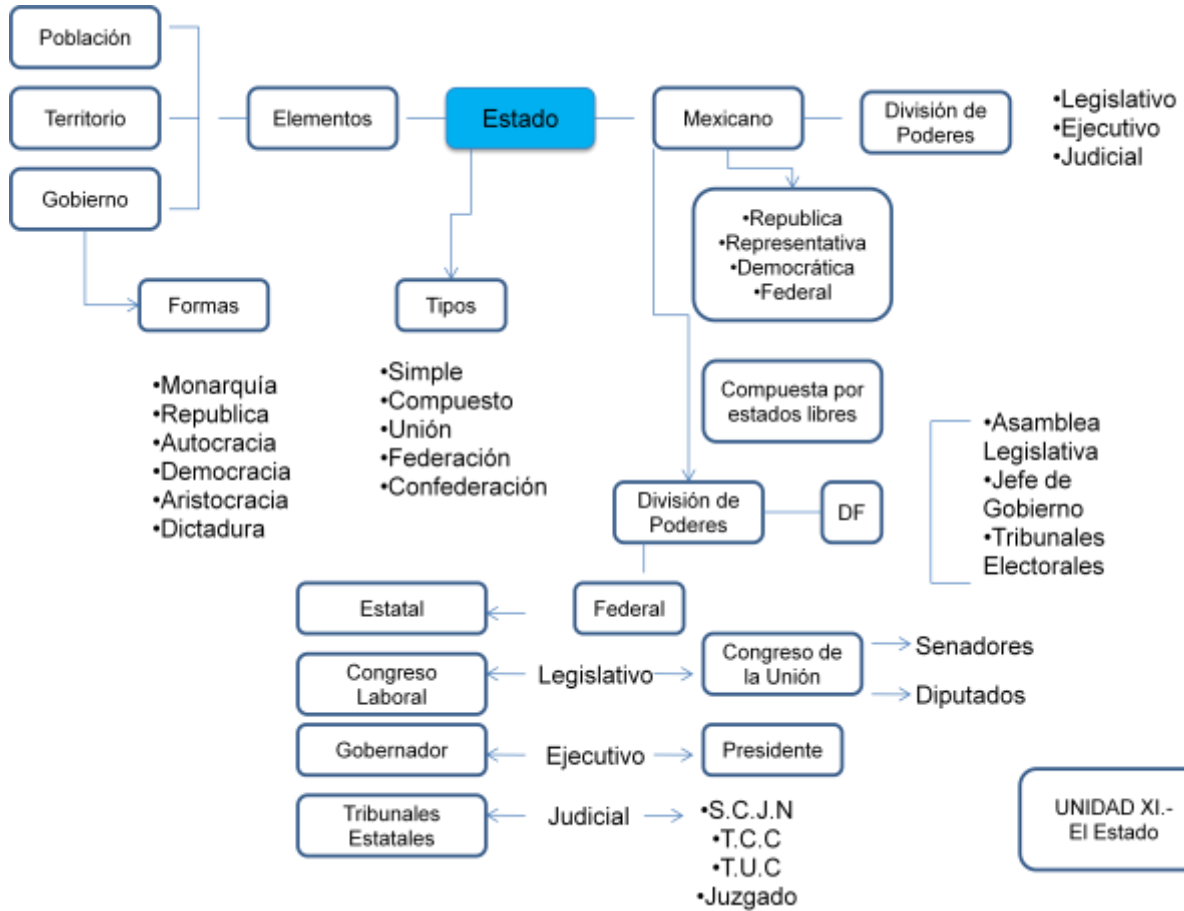 Población
Territorio
Gobierno
Elementos
Estado
Mexicano
División de
Poderes
•Legislativo
•Ejecutivo
•Judicial
•Republica
•Representativa
•Democrática
•Federal
Formas
•Monarquía
•Republica
•Autocracia
•Democracia
•Aristocracia
•Dictadura
Tipos
•Simple
•Compuesto
•Unión
•Federación
•Confederación
Compuesta por
estados libres
División de
Poderes
DF
•Asamblea
Legislativa
•Jefe de
Gobierno
•Tribunales
Electorales
Estatal
Federal
Congreso
Laboral
Legislativo
Congreso de
la Unión
Senadores
Diputados
Gobernador
Ejecutivo
Presidente
Tribunales
Estatales
Judicial
•S.C.J.N
•T.C.C
•T.U.C
•Juzgado
UNIDAD XI.-
El Estado